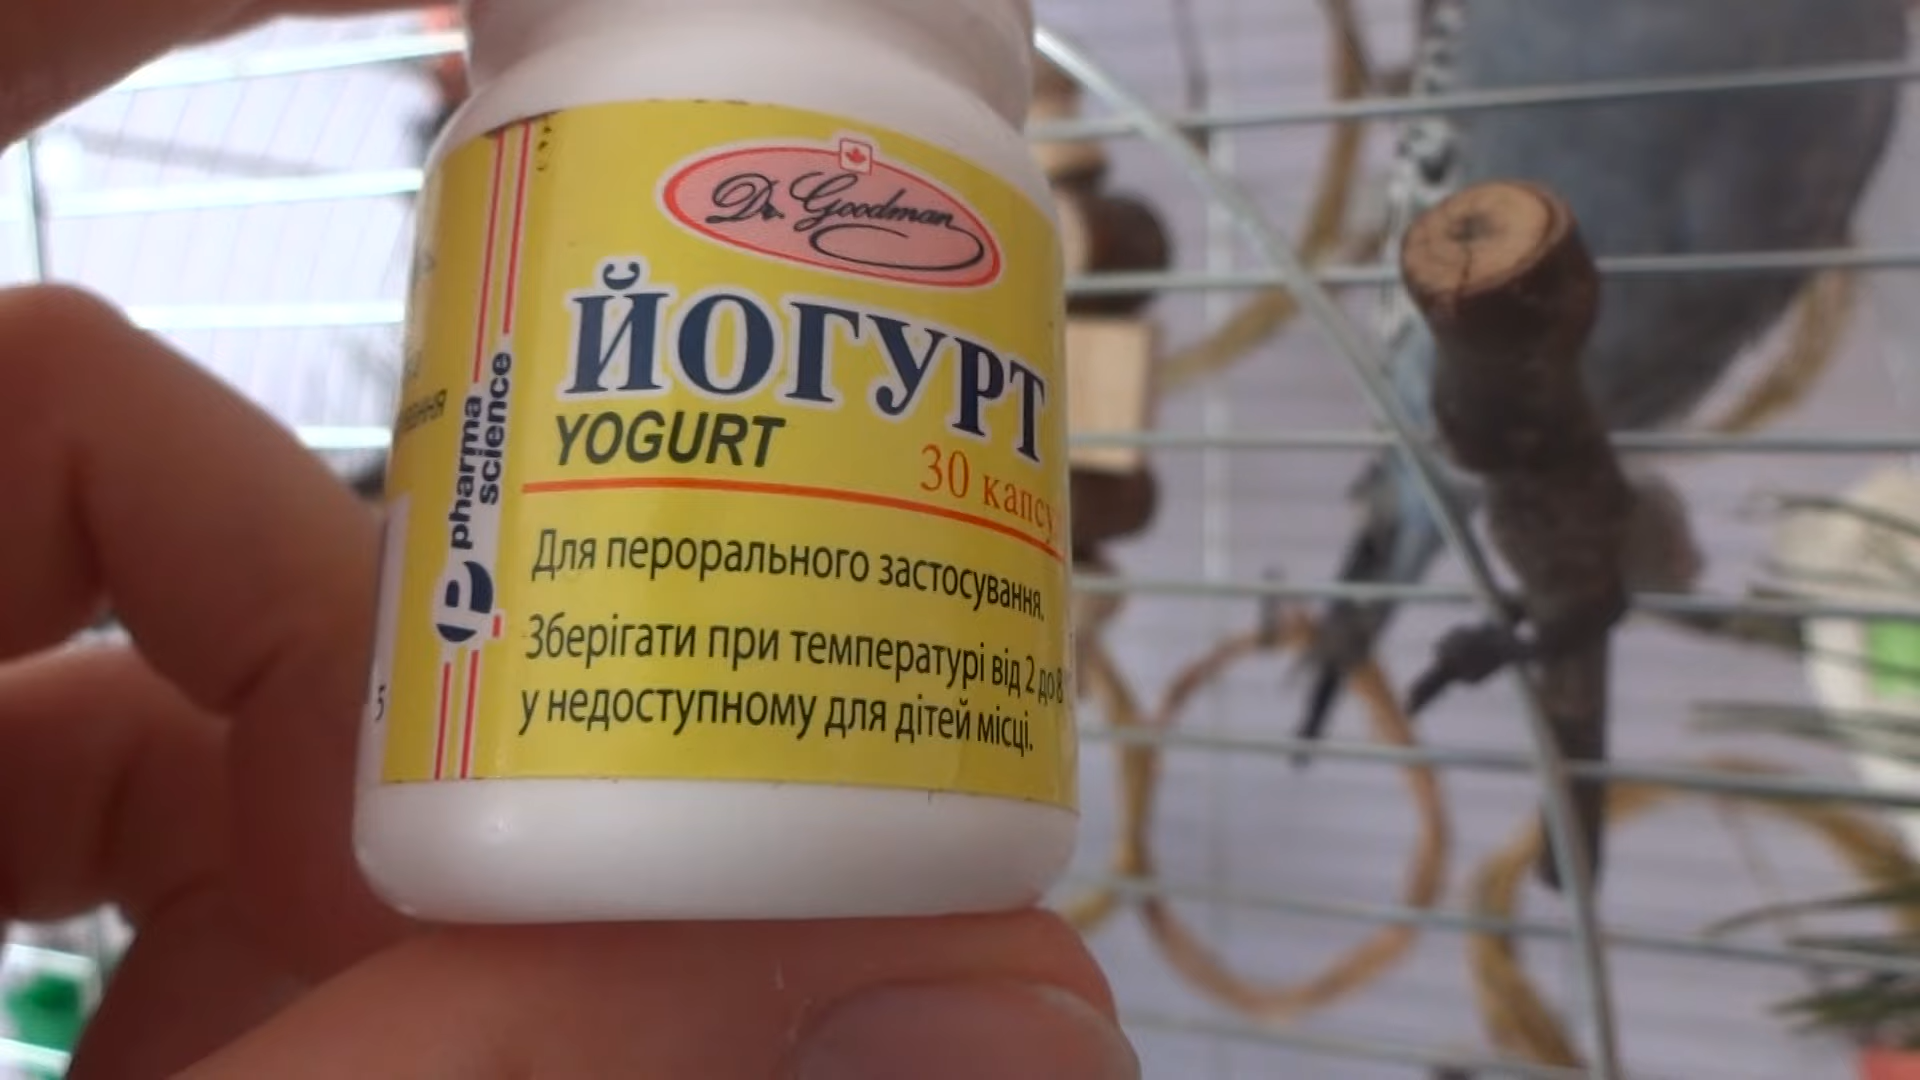 Dr. Goodman
ЙОГУРТ
YOGURT
30 капсу
Для перорального застосування.
Зберігати при температурі від 2 до 8
у недоступному для дітей місці.
pharma
science
5